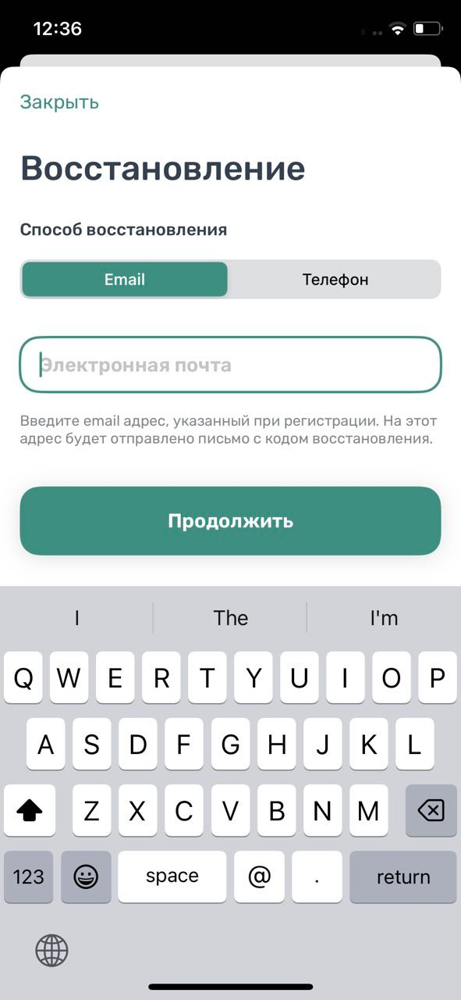 12:36
Закрыть
Восстановление
Способ восстановления
Email Телефон
Электронная почта
Введите email адрес, указанный при регистрации. На этот
адрес будет отправлено письмо с кодом восстановления.
Продолжить
I The I'm
Q W E R T Y U I O P
A S D F G H J K L
Z X C V B N M
123 space @ . return